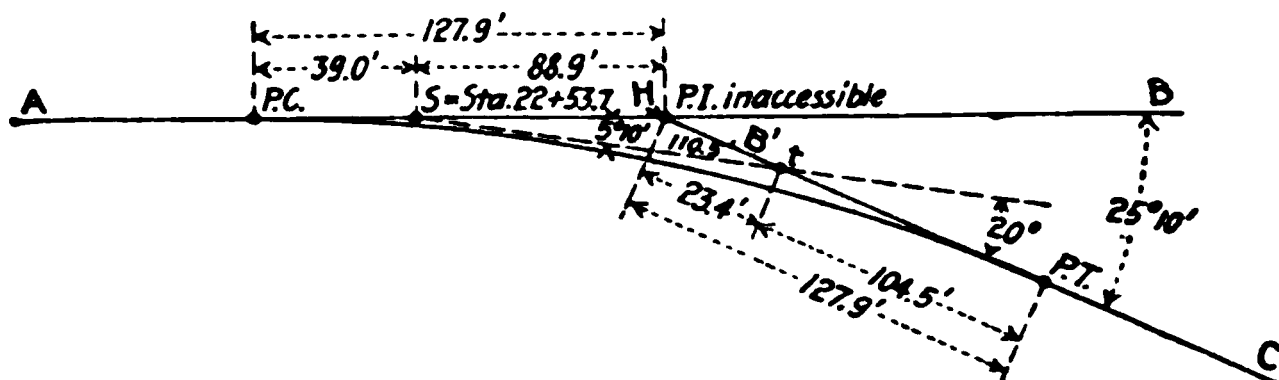 127.9'
39.0' 88.9'
A P.C. S=Sta.22+53.7 H P.I. inaccessible B
5°10' 110.3 B' t
23.4' 20° 25°10'
127.9' 104.5' P.T.
C